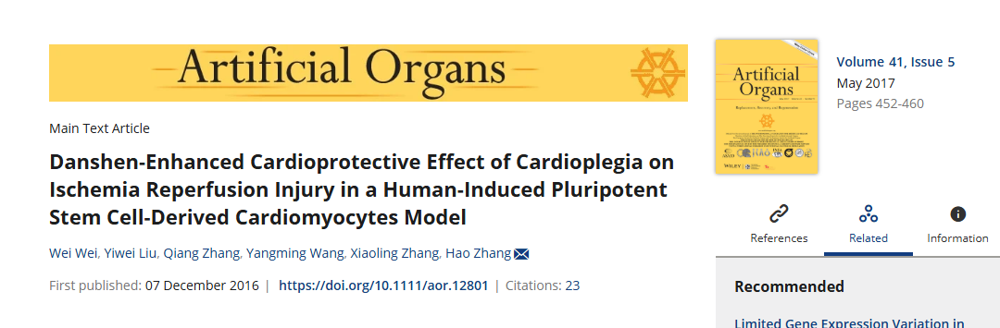 Artificial Organs
Main Text Article
Danshen-Enhanced Cardioprotective Effect of Cardioplegia on
Ischemia Reperfusion Injury in a Human-Induced Pluripotent
Stem Cell-Derived Cardiomyocytes Model
Wei Wei, Yiwei Liu, Qiang Zhang, Yangming Wang, Xiaoling Zhang, Hao Zhang
First published: 07 December 2016 | https://doi.org/10.1111/aor.12801 | Citations: 23
Artificial
Organs
WILEY
Volume 41, Issue 5
May 2017
Pages 452-460
References
Related
Information
Recommended
Limited Gene Expression Variation in